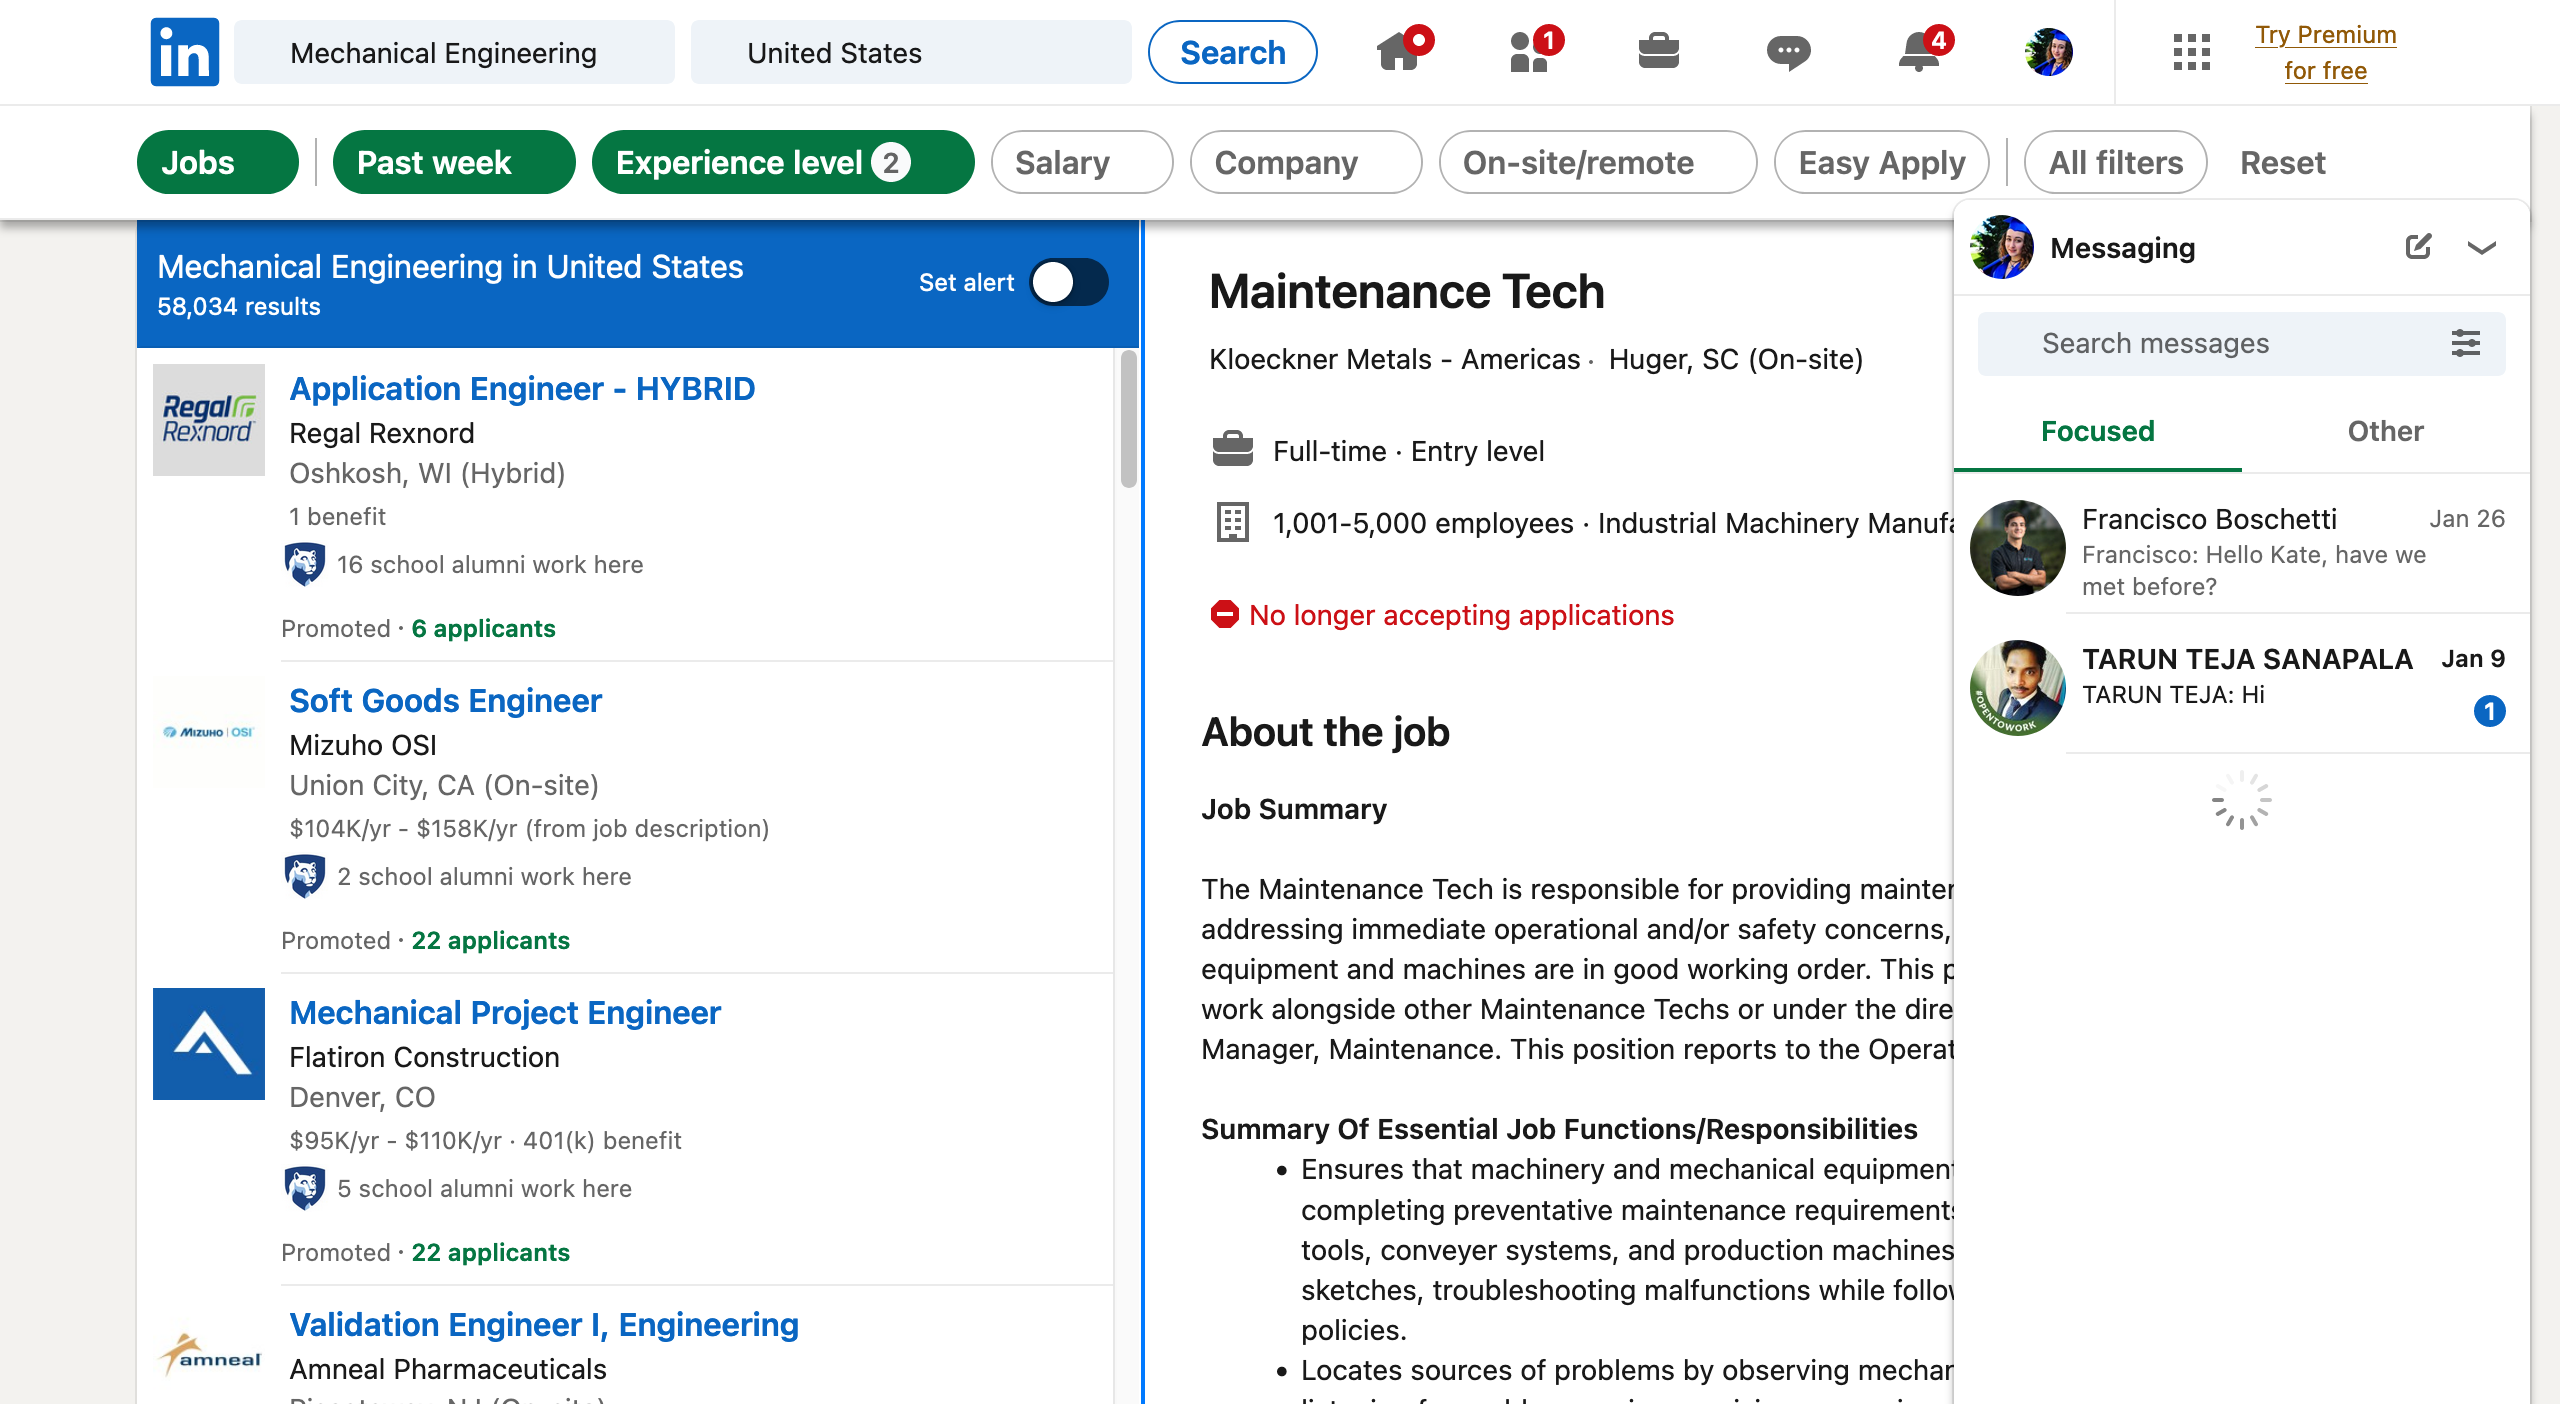 in
Mechanical Engineering
United States
Search
1
4
Try Premium
for free
Jobs
Past week
Experience level 2
Salary
Company
On-site/remote
Easy Apply
All filters
Reset
Mechanical Engineering in United States
58,034 results
Set alert
Regal
Rexnord
Application Engineer - HYBRID
Regal Rexnord
Oshkosh, WI (Hybrid)
1 benefit
16 school alumni work here
Promoted · 6 applicants
MIZUHO OSI
Soft Goods Engineer
Mizuho OSI
Union City, CA (On-site)
$104K/yr - $158K/yr (from job description)
2 school alumni work here
Promoted · 22 applicants
Mechanical Project Engineer
Flatiron Construction
Denver, CO
$95K/yr - $110K/yr · 401(k) benefit
5 school alumni work here
Promoted · 22 applicants
amneal
Validation Engineer I, Engineering
Amneal Pharmaceuticals
Maintenance Tech
Kloeckner Metals - Americas · Huger, SC (On-site)
Full-time · Entry level
1,001-5,000 employees · Industrial Machinery Manufa
No longer accepting applications
About the job
Job Summary
The Maintenance Tech is responsible for providing mainten
addressing immediate operational and/or safety concerns,
equipment and machines are in good working order. This p
work alongside other Maintenance Techs or under the dire
Manager, Maintenance. This position reports to the Operat
Summary Of Essential Job Functions/Responsibilities
• Ensures that machinery and mechanical equipment
completing preventative maintenance requirements
tools, conveyer systems, and production machines
sketches, troubleshooting malfunctions while follow
policies.
• Locates sources of problems by observing mechan
Messaging
Search messages
Focused
Other
Francisco Boschetti
Jan 26
Francisco: Hello Kate, have we
met before?
#OPENTOWORK
TARUN TEJA SANAPALA
Jan 9
TARUN TEJA: Hi
1